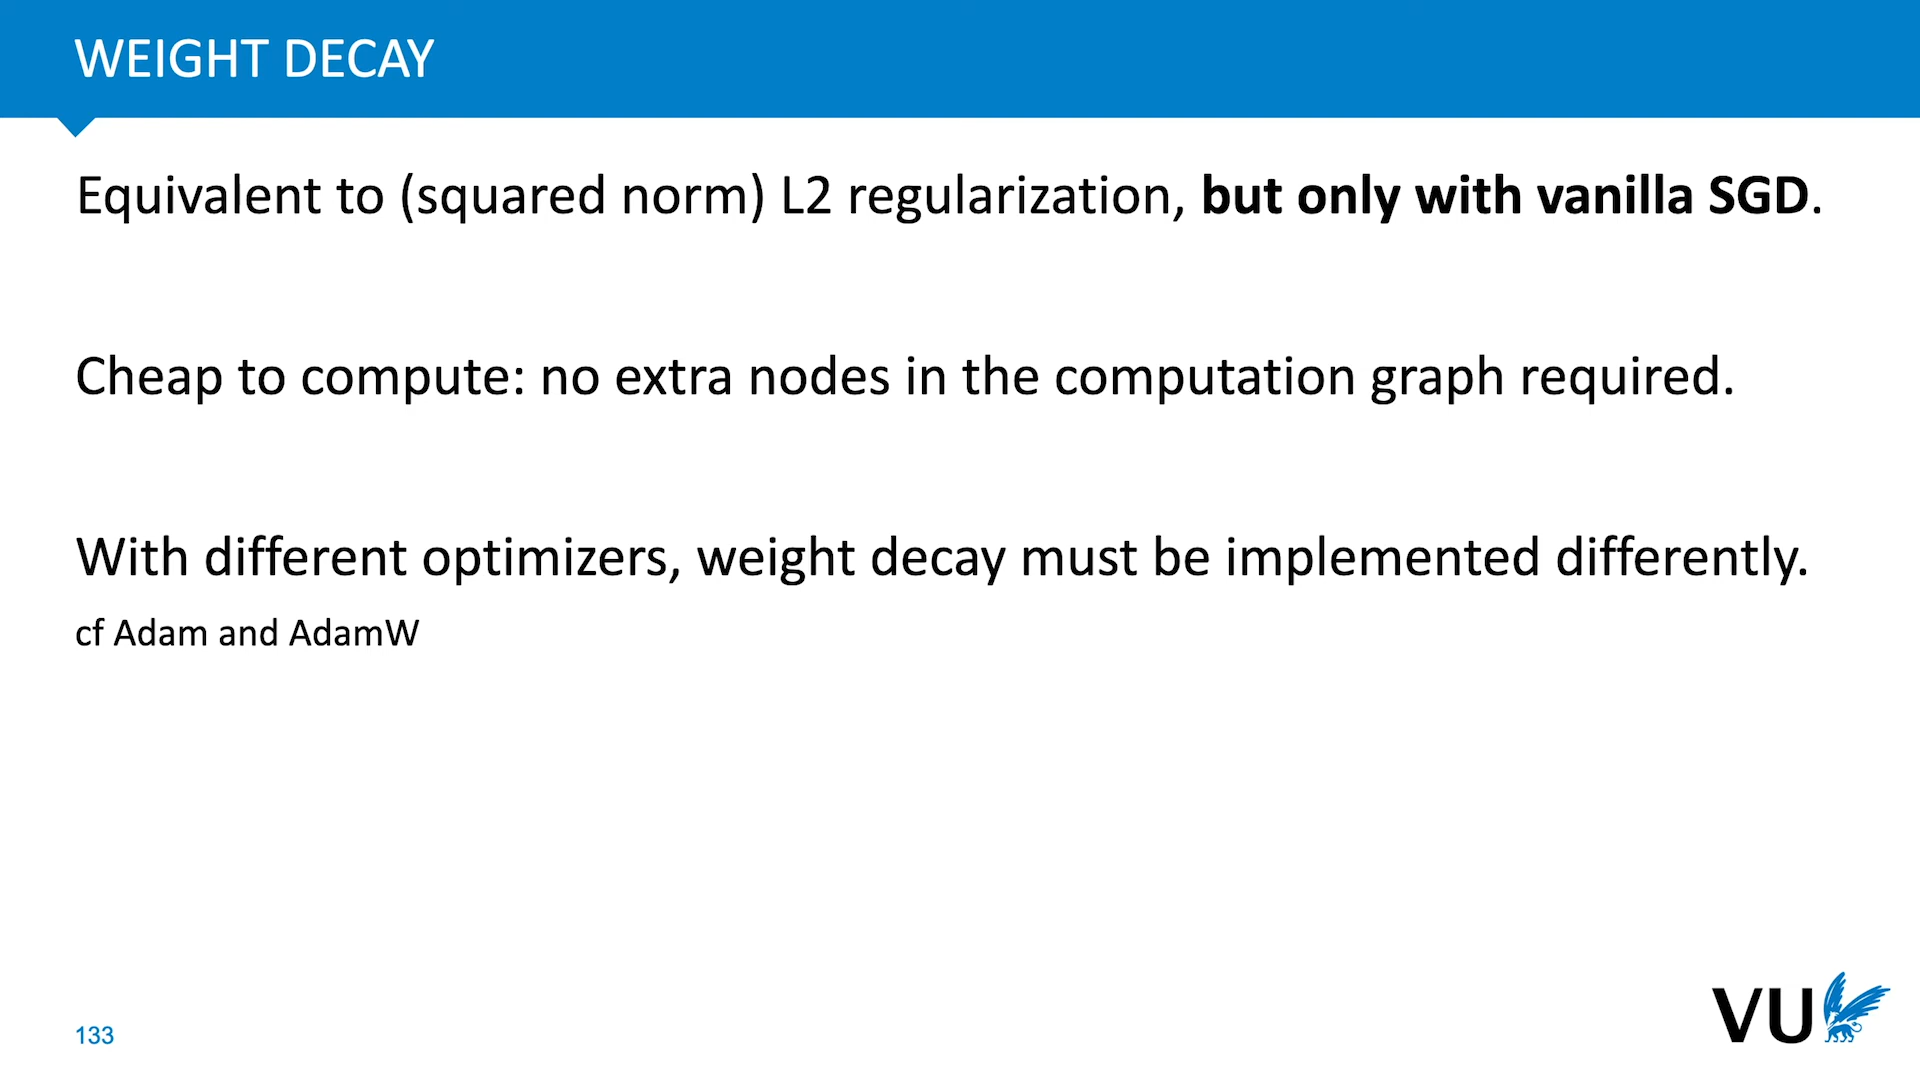 WEIGHT DECAY
Equivalent to (squared norm) L2 regularization, but only with vanilla SGD.
Cheap to compute: no extra nodes in the computation graph required.
With different optimizers, weight decay must be implemented differently.
cf Adam and AdamW
133
VU